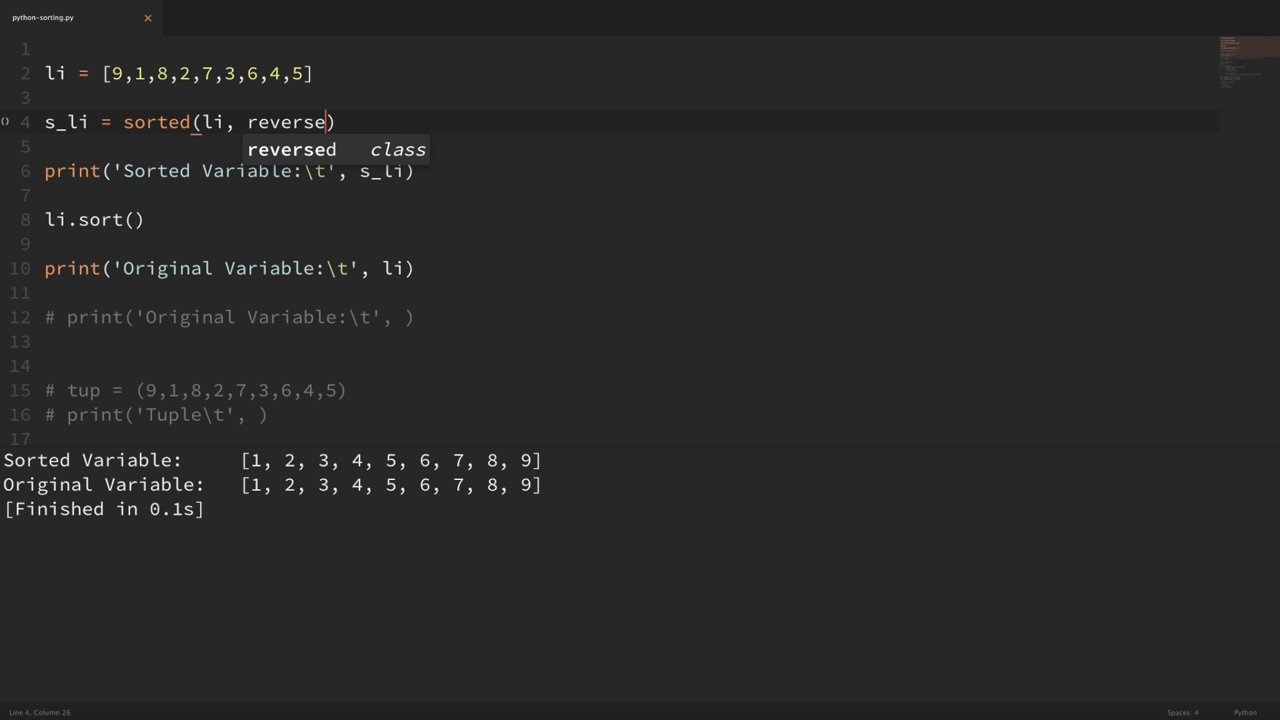 python-sorting.py ×
1
2 li = [9,1,8,2,7,3,6,4,5]
3
() 4 s_li = sorted(li, reverse)
reversed class
5
6 print('Sorted Variable:\t', s_li)
7
8 li.sort()
9
10 print('Original Variable:\t', li)
11
12 # print('Original Variable:\t', )
13
14
15 # tup = (9,1,8,2,7,3,6,4,5)
16 # print('Tuple\t', )
17
Sorted Variable: [1, 2, 3, 4, 5, 6, 7, 8, 9]
Original Variable: [1, 2, 3, 4, 5, 6, 7, 8, 9]
[Finished in 0.1s]
Line 4, Column 26 Spaces: 4 Python